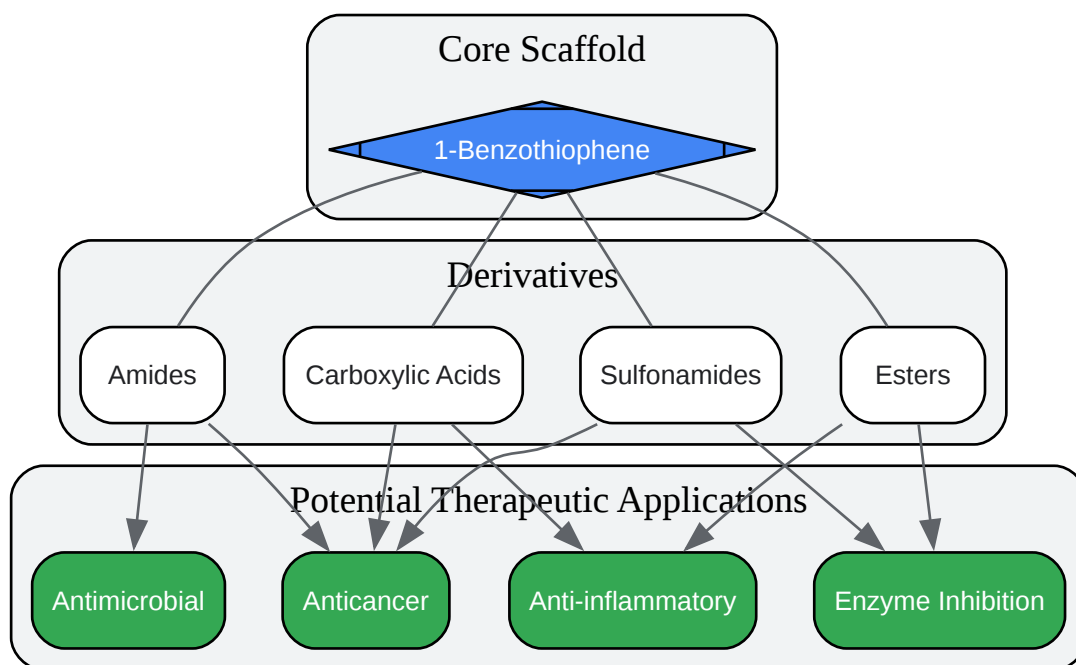 Core Scaffold
1-Benzothiophene
Derivatives
Amides
Carboxylic Acids
Sulfonamides
Esters
Potential Therapeutic Applications
Antimicrobial
Anticancer
Anti-inflammatory
Enzyme Inhibition